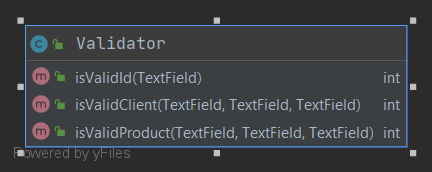 C Validator
m isValidId(TextField) int
m isValidClient(TextField, TextField, TextField) int
m isValidProduct(TextField, TextField, TextField) int
Powered by yFiles